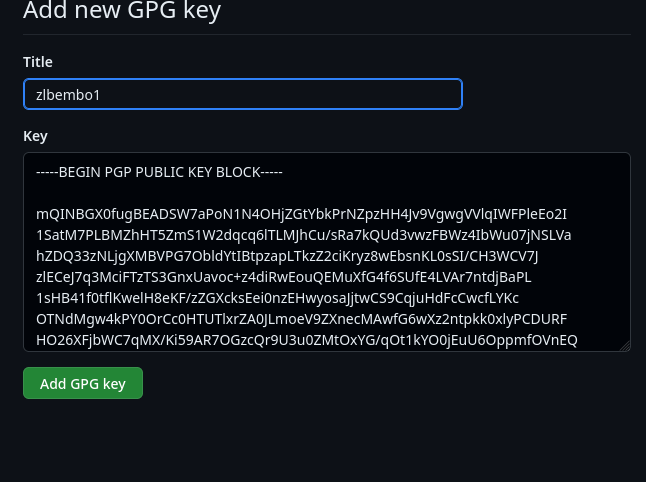 Add new GPG key
Title
zlbembo1
Key
-----BEGIN PGP PUBLIC KEY BLOCK-----
mQINBGX0fugBEADSW7aPoN1N4OHjZGtYbkPrNZpzHH4Jv9VgwgVVlqIWFPleEo2I
1SatM7PLBMZhHT5ZmS1W2dqcq6lTLMJhCu/sRa7kQUd3vwzFBWz4IbWu07jNSLVa
hZDQ33zNLjgXMBVPG7ObldYtIBtpzapLTkzZ2ciKryz8wEbsnKL0sSI/CH3WCV7J
zlECeJ7q3MciFTzTS3GnxUavoc+z4diRwEouQEMuXfG4f6SUfE4LVAr7ntdjBaPL
1sHB41f0tflKwelH8eKF/zZGXcksEei0nzEHwyosaJjtwCS9CqjuHdFcCwcfLYKc
OTNdMgw4kPY0OrCc0HTUTlxrZA0JLmoeV9ZXnecMAwfG6wXz2ntpkk0xlyPCDURF
HO26XFjbWC7qMX/Ki59AR7OGzcQr9U3u0ZMtOxYG/qOt1kYO0jEuU6OppmfOVnEQ
Add GPG key